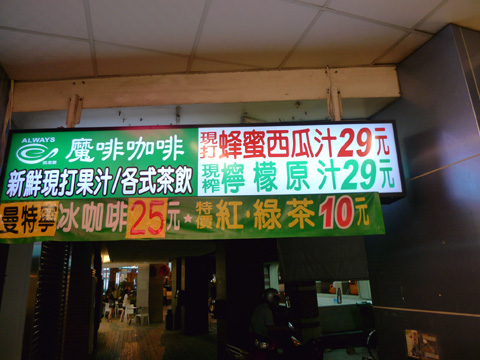 ALWAYS
魔啡咖啡
新鮮現打果汁/各式茶飲
現打蜂蜜西瓜汁29元
現榨檸檬原汁29元
曼特寧冰咖啡25元★特價紅·綠茶10元